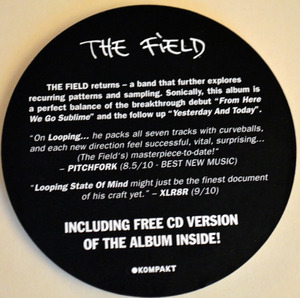 THE FIELD
THE FIELD returns – a band that further explores
recurring patterns and sampling. Sonically, this album is
a perfect balance of the breakthrough debut "From Here
We Go Sublime" and the follow up "Yesterday And Today".
"On Looping... he packs all seven tracks with curveballs,
and each new direction feel successful, vital, surprising...
(The Field's) masterpiece-to-date!"
– PITCHFORK (8.5/10 - BEST NEW MUSIC)
"Looping State Of Mind might just be the finest document
of his craft yet." – XLR8R (9/10)
INCLUDING FREE CD VERSION
OF THE ALBUM INSIDE!
KOMPAKT